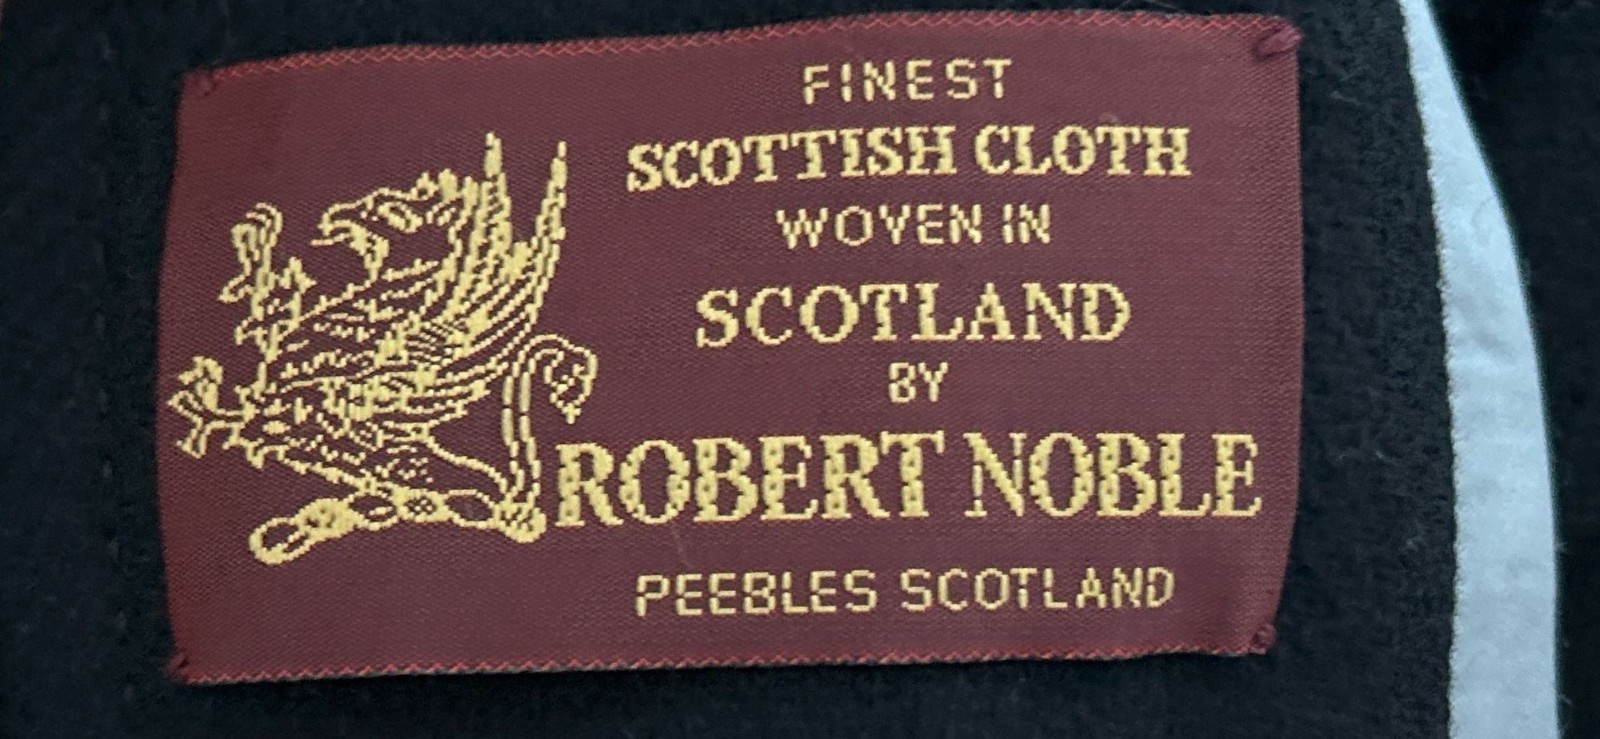 FINEST
SCOTTISH CLOTH
WOVEN IN
SCOTLAND
BY
ROBERT NOBLE
PEEBLES SCOTLAND